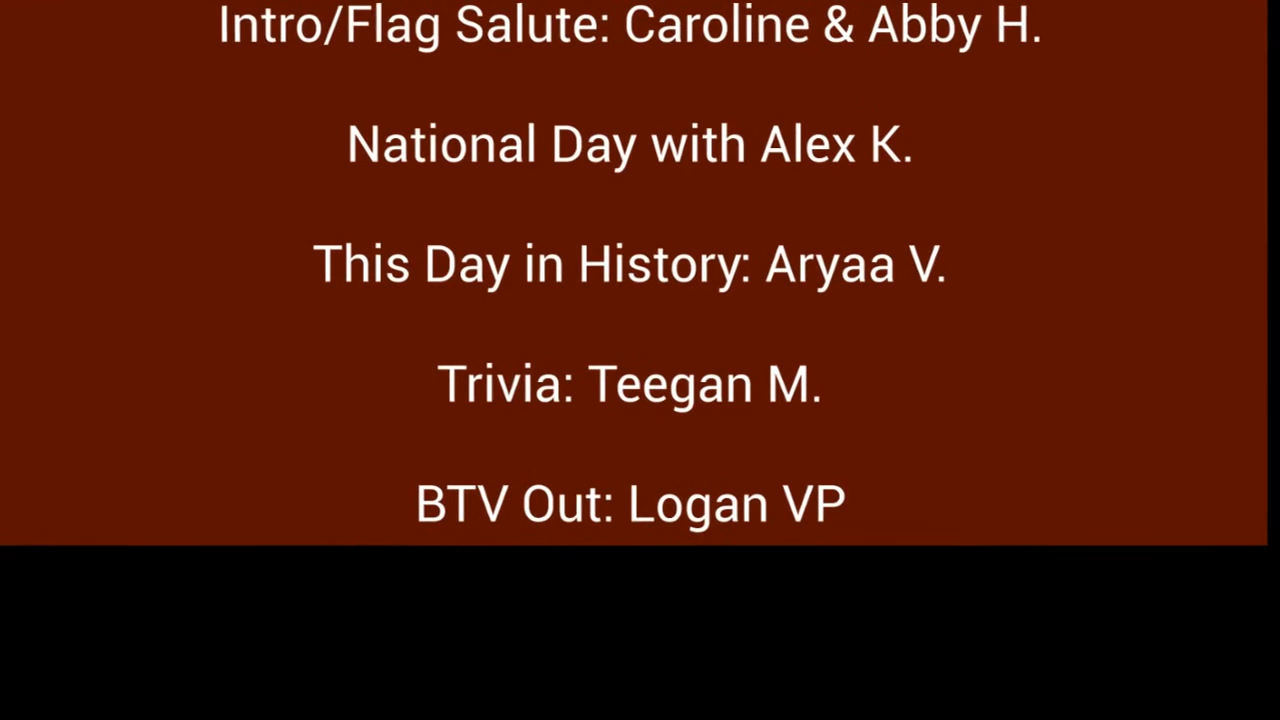 Intro/Flag Salute: Caroline & Abby H.
National Day with Alex K.
This Day in History: Aryaa V.
Trivia: Teegan M.
BTV Out: Logan VP